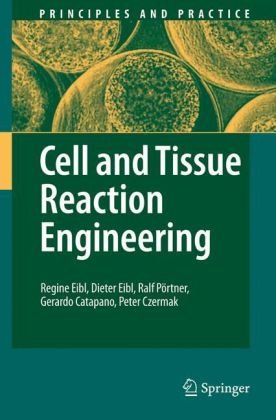 PRINCIPLES AND PRACTICE
Cell and Tissue
Reaction
Engineering
Regine Eibl, Dieter Eibl, Ralf Pörtner,
Gerardo Catapano, Peter Czermak
Springer